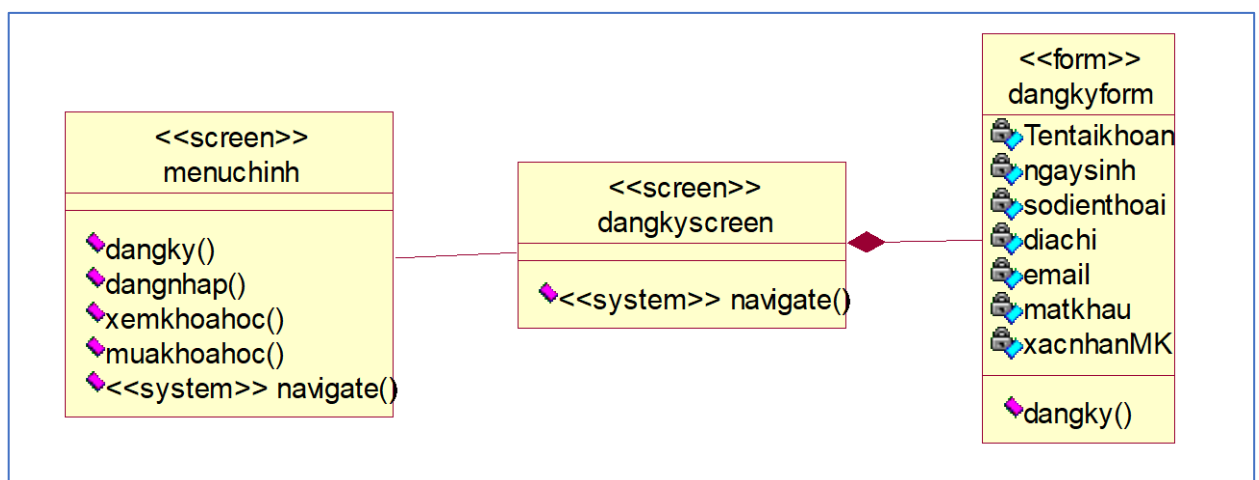 <<screen>>
menuchinh
dangky()
dangnhap()
xemkhoahoc()
muakhoahoc()
<<system>> navigate()
<<screen>>
dangkyscreen
<<system>> navigate()
<<form>>
dangkyform
Tentaikhoan
ngaysinh
sodienthoai
diachi
email
matkhau
xacnhanMK
dangky()